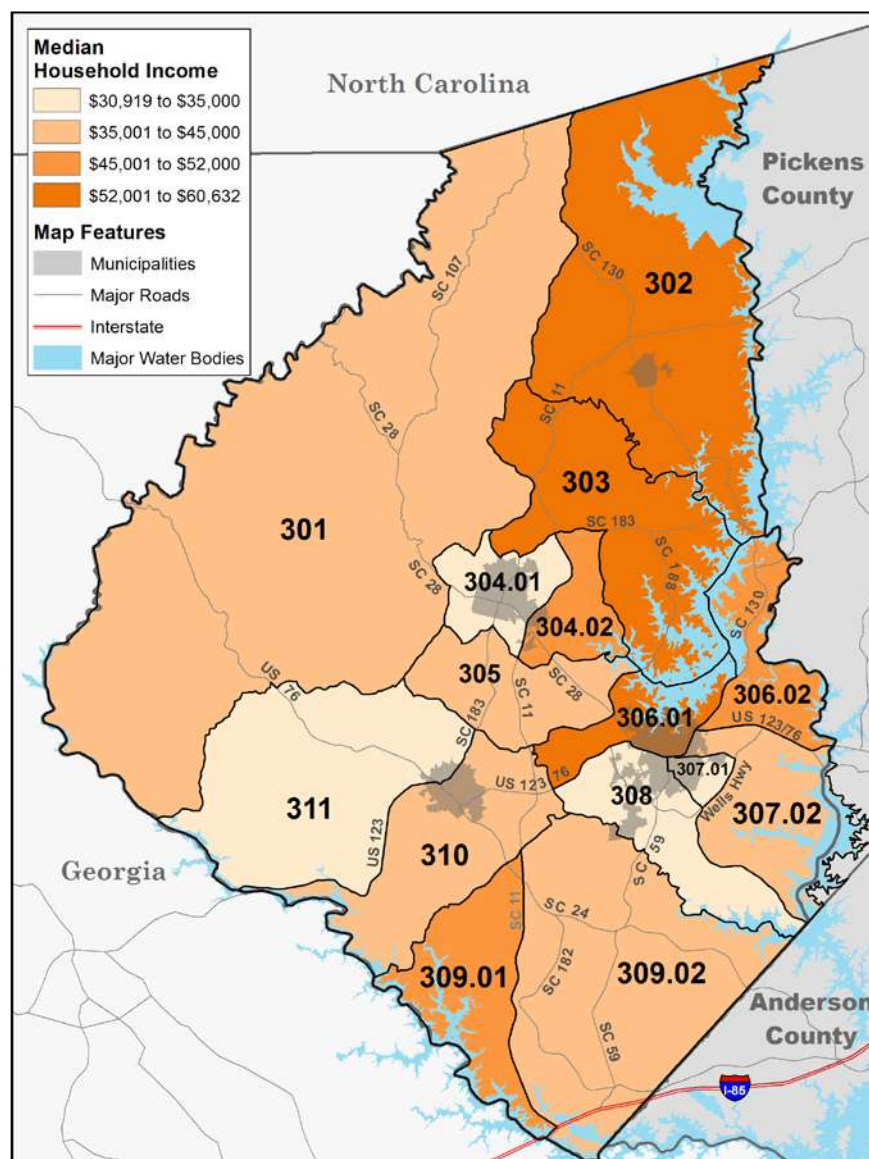 Median
Household Income
$30,919 to $35,000
$35,001 to $45,000
$45,001 to $52,000
$52,001 to $60,632
Map Features
Municipalities
Major Roads
Interstate
Major Water Bodies
North Carolina
Pickens
County
SC 107
SC 130
302
SC 11
SC 28
303
301
SC 183
SC 188
304.01
SC 28
304.02
SC 130
305
SC 28
US 76
SC 183
SC 11
306.01
306.02
US 123/76
307.01
US 123 76
308
Wells Hwy
307.02
311
US 123
310
SC 59
Georgia
SC 11
SC 24
309.01
309.02
SC 182
Anderson
County
SC 59
I-85